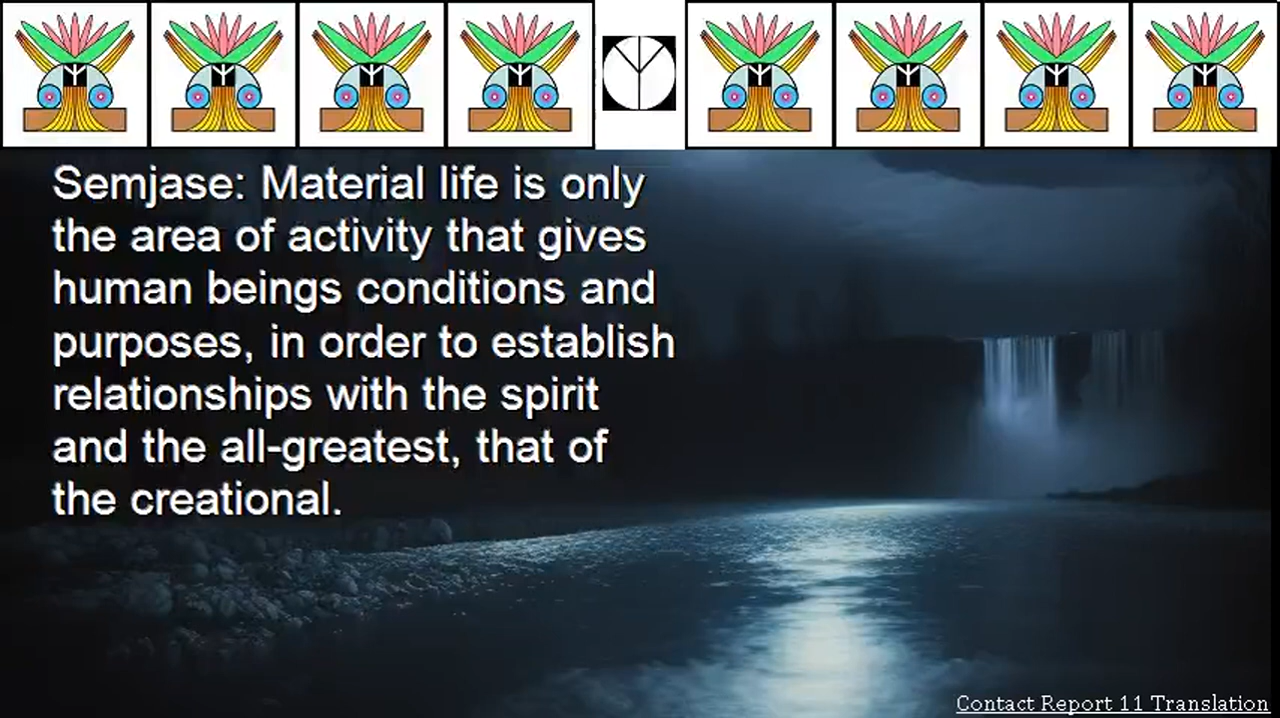 Semjase: Material life is only
the area of activity that gives
human beings conditions and
purposes, in order to establish
relationships with the spirit
and the all-greatest, that of
the creational.
Contact Report 11 Translation